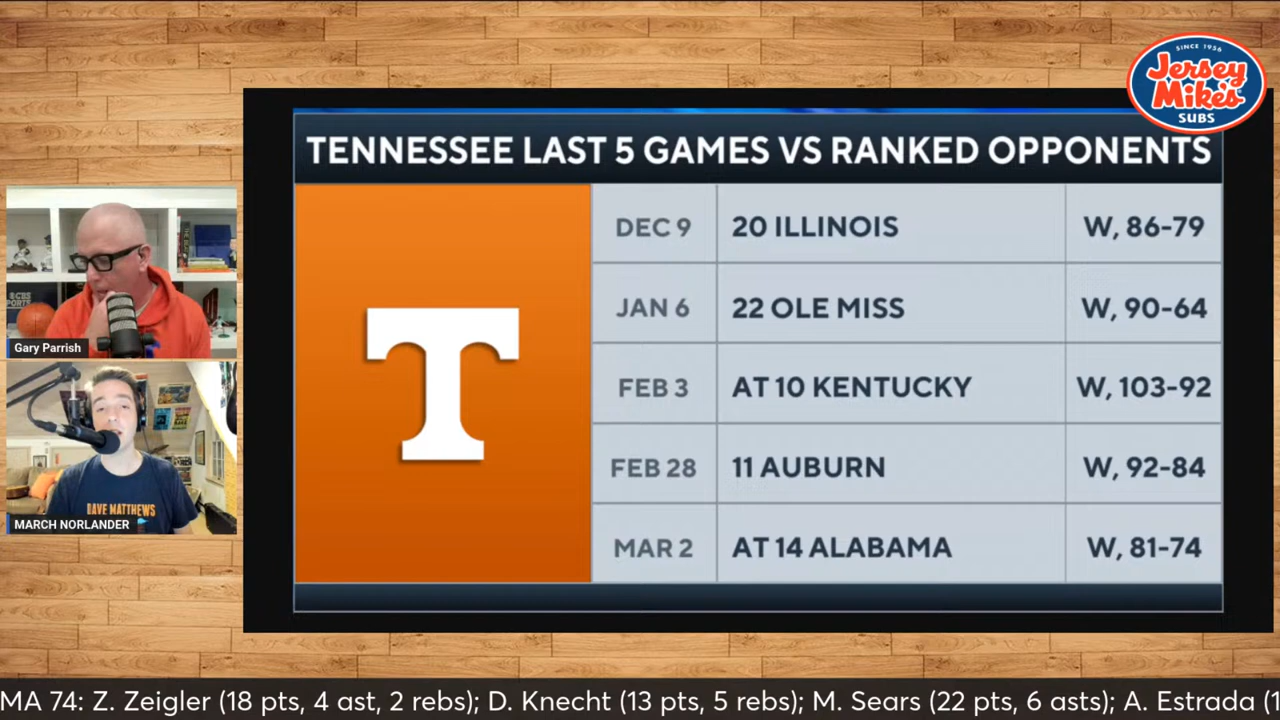 SINCE 1956
Jersey
Mike's
SUBS
TENNESSEE LAST 5 GAMES VS RANKED OPPONENTS
DEC 9 20 ILLINOIS W, 86-79
JAN 6 22 OLE MISS W, 90-64
FEB 3 AT 10 KENTUCKY W, 103-92
FEB 28 11 AUBURN W, 92-84
MAR 2 AT 14 ALABAMA W, 81-74
T
CBS
SPORTS
Gary Parrish
DAVE MATTHEWS
MARCH NORLANDER
MA 74: Z. Zeigler (18 pts, 4 ast, 2 rebs); D. Knecht (13 pts, 5 rebs); M. Sears (22 pts, 6 asts); A. Estrada (1